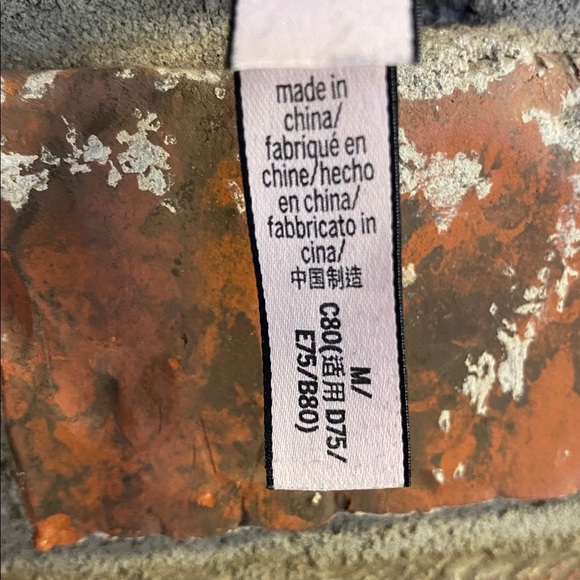 made in
china/
fabriqué en
chine/hecho
en china/
fabbricato in
cina/
中国制造
M/
C80(适用 D75/
E75/B80)